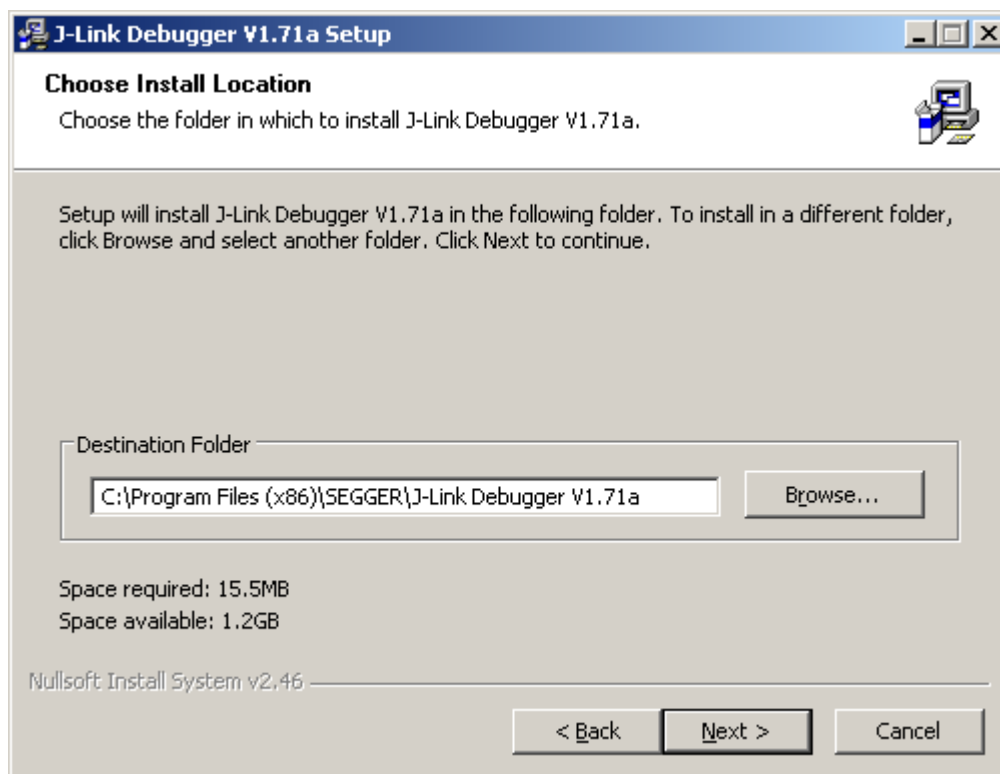 J-Link Debugger V1.71a Setup
Choose Install Location
Choose the folder in which to install J-Link Debugger V1.71a.
Setup will install J-Link Debugger V1.71a in the following folder. To install in a different folder,
click Browse and select another folder. Click Next to continue.
Destination Folder
C:\Program Files (x86)\SEGGER\J-Link Debugger V1.71a
Browse...
Space required: 15.5MB
Space available: 1.2GB
Nullsoft Install System v2.46
< Back
Next >
Cancel